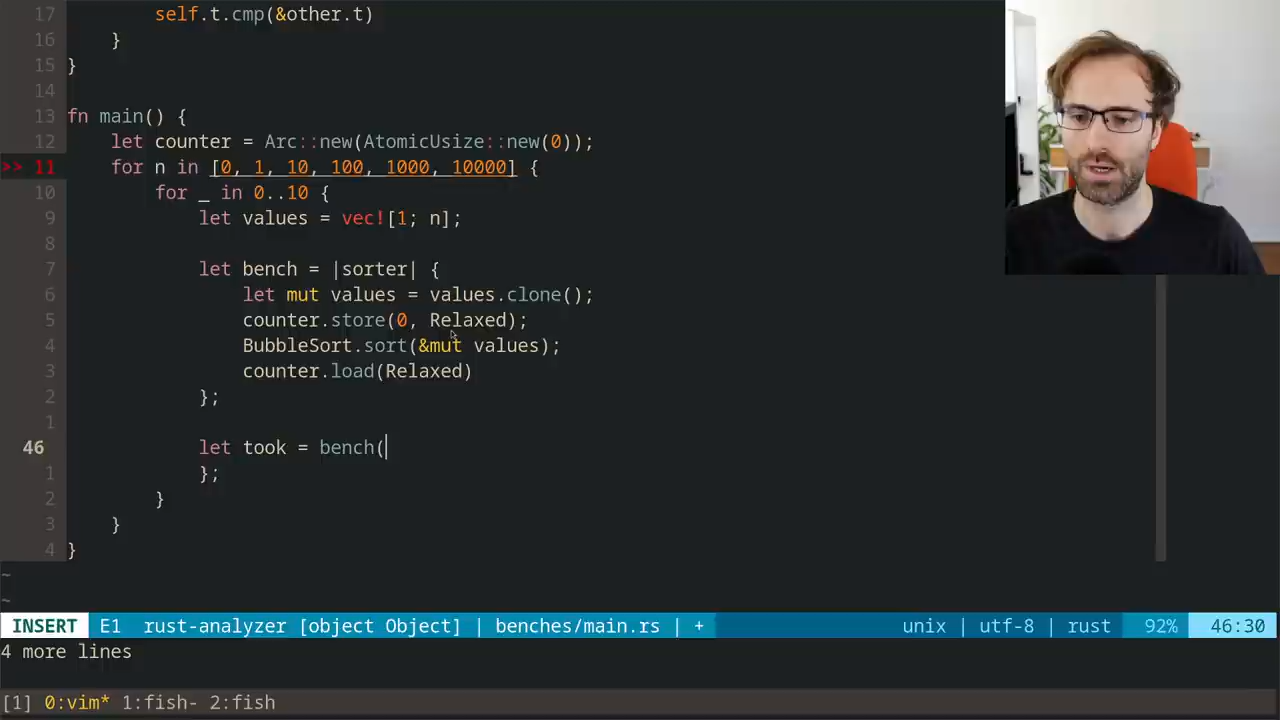 17 self.t.cmp(&other.t)
16 }
15 }
14
13 fn main() {
12 let counter = Arc::new(AtomicUsize::new(0));
>> 11 for n in [0, 1, 10, 100, 1000, 10000] {
10 for _ in 0..10 {
9 let values = vec![1; n];
8
7 let bench = |sorter| {
6 let mut values = values.clone();
5 counter.store(0, Relaxed);
4 BubbleSort.sort(&mut values);
3 counter.load(Relaxed)
2 };
1
46 let took = bench(
1 };
2 }
3 }
4 }
~
~
INSERT E1 rust-analyzer [object Object] | benches/main.rs | + unix | utf-8 | rust 92% 46:30
4 more lines
[1] 0:vim* 1:fish- 2:fish